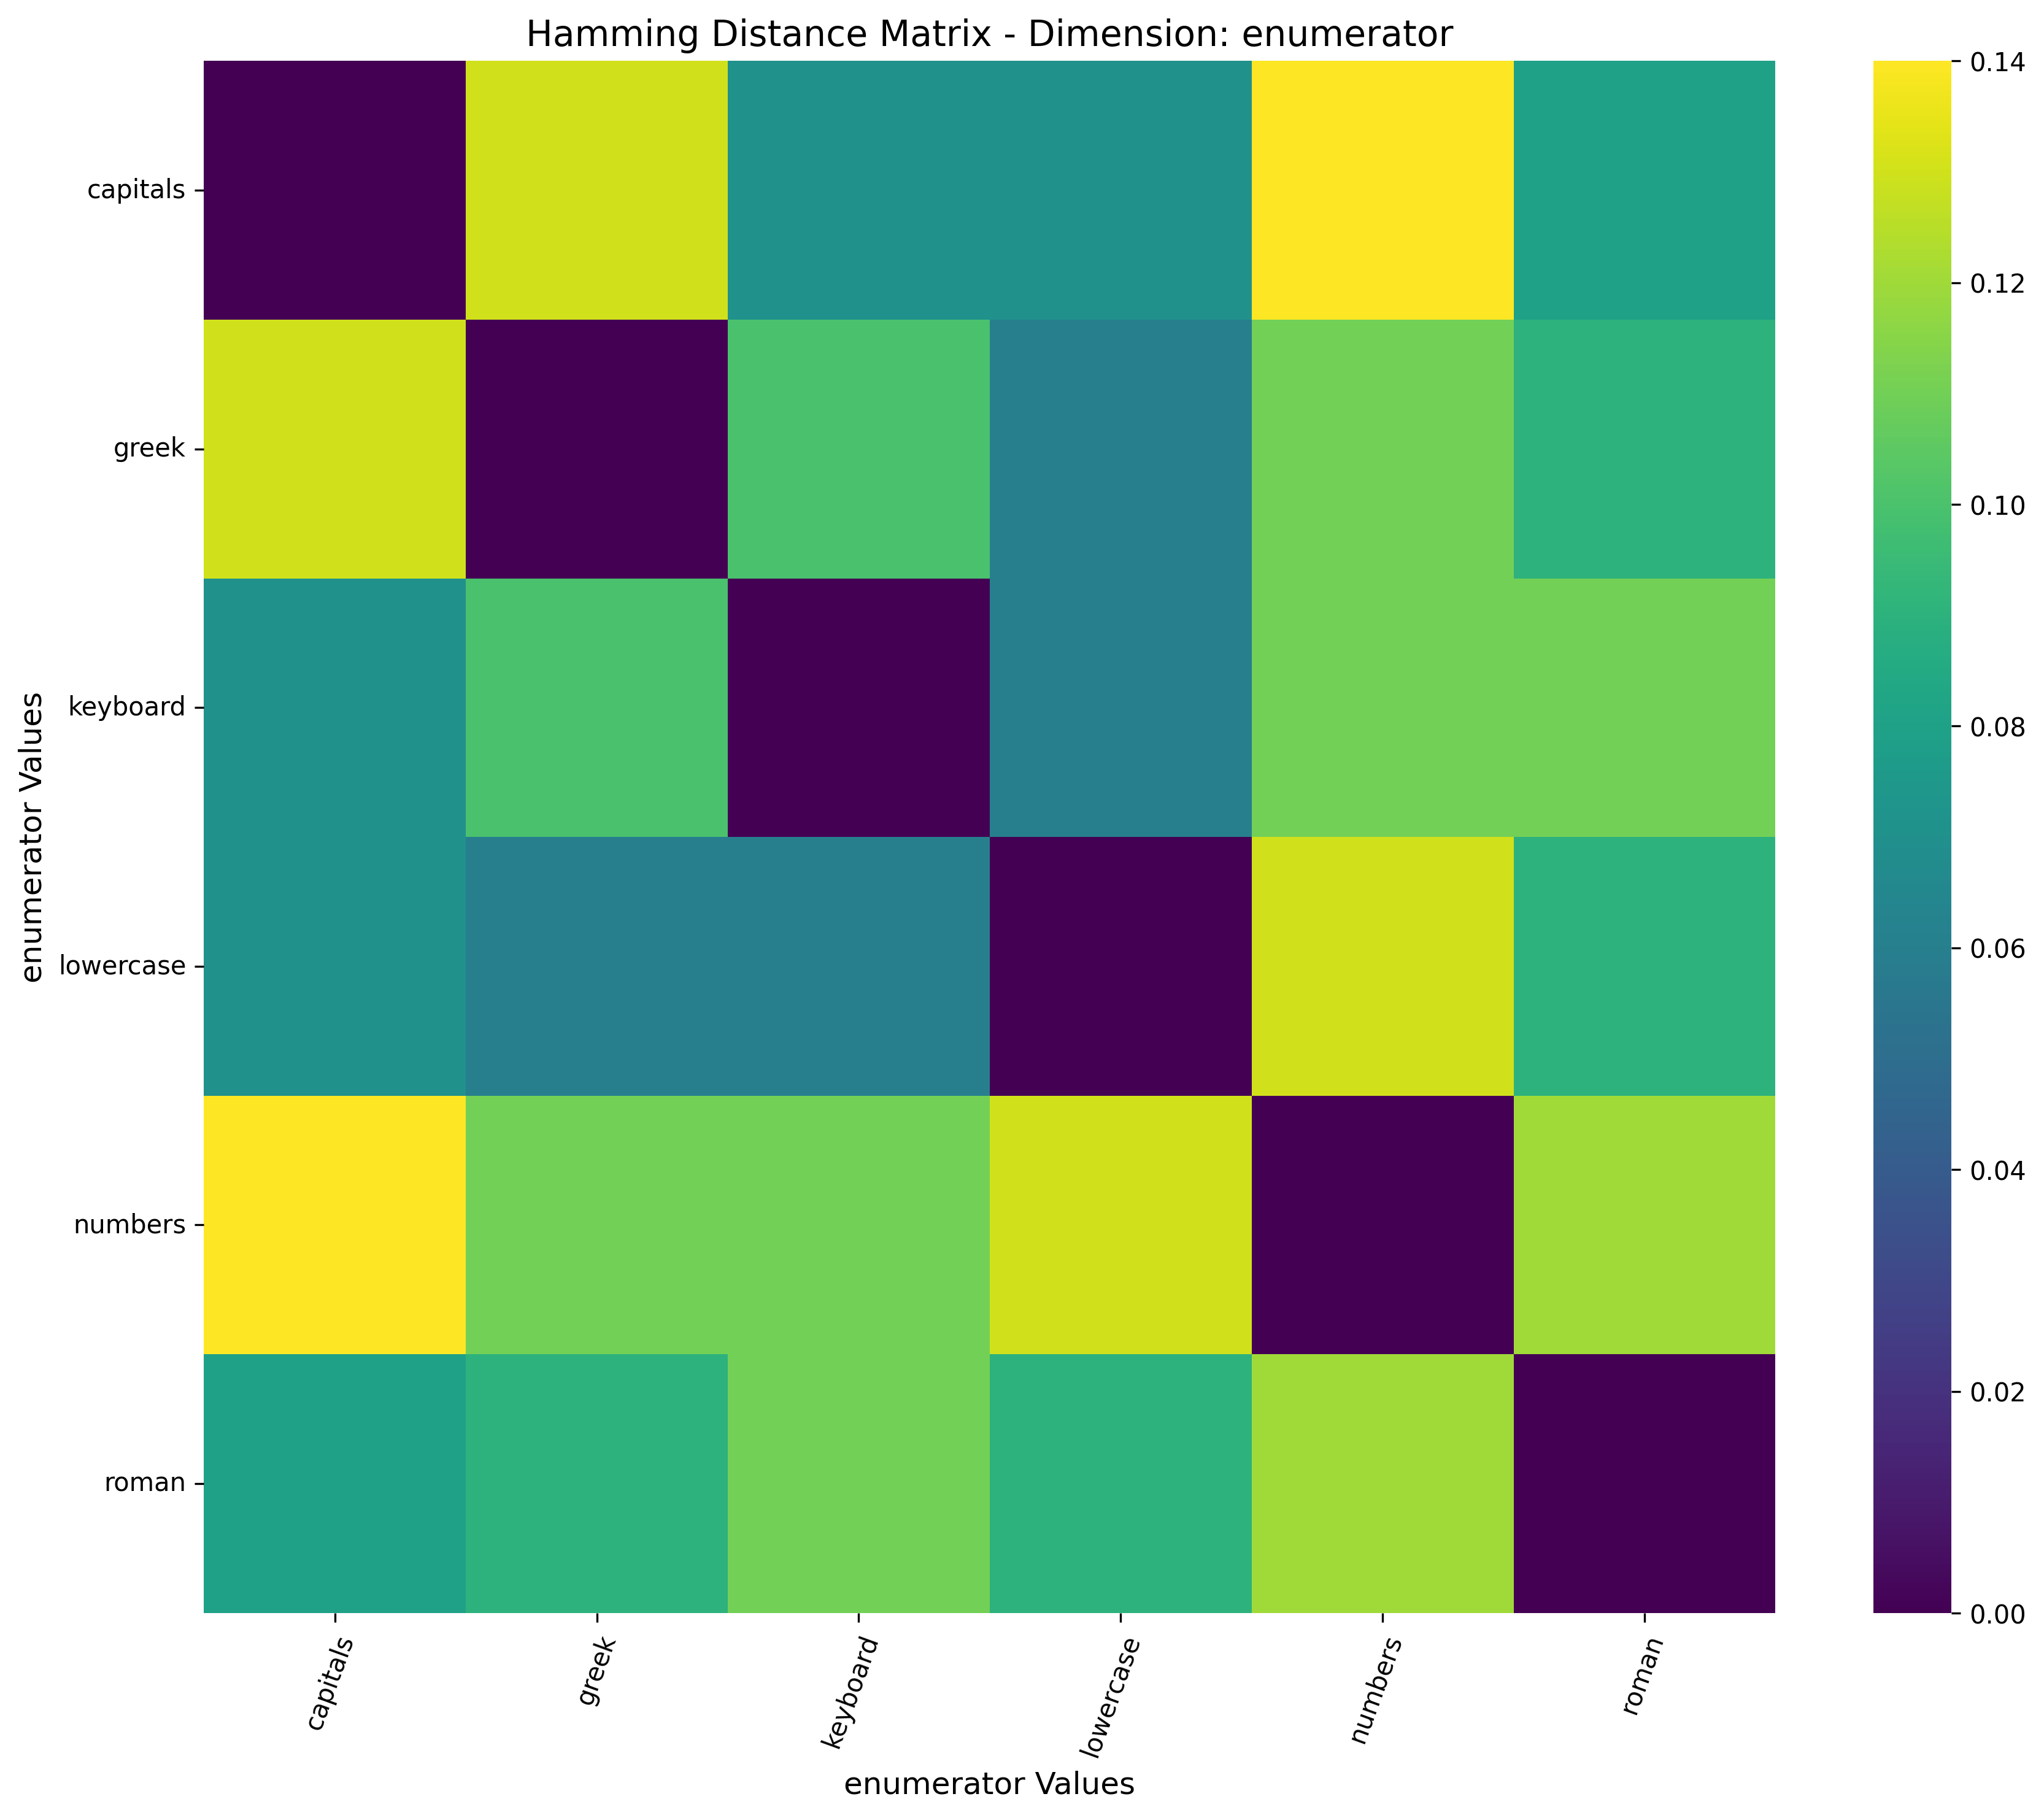 Hamming Distance Matrix - Dimension: enumerator
enumerator Values
capitals
greek
keyboard
lowercase
numbers
roman
capitals
greek
keyboard
lowercase
numbers
roman
enumerator Values
0.14
0.12
0.10
0.08
0.06
0.04
0.02
0.00